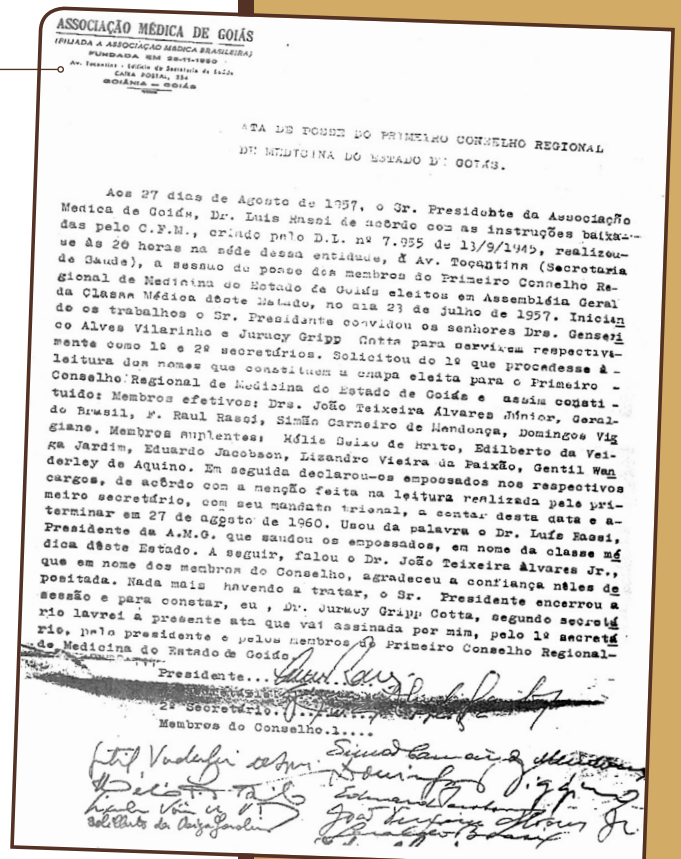 ASSOCIAÇÃO MÉDICA DE GOIÁS
(FILIADA A ASSOCIAÇÃO MÉDICA BRASILEIRA)
FUNDADA EM
Av. Tocantins - Edifício da Secretaria de Saúde
CAIXA POSTAL, 254
GOIÂNIA — GOIÁS
ATA DE POSSE DO PRIMEIRO CONSELHO REGIONAL
DE MEDICINA DO ESTADO DE GOIÁS.
Aos 27 dias de Agosto de 1957, o Sr. Presidente da Associação
Medica de Goiás, Dr. Luis Rassi de acôrdo com as instruções baixa-
das pelo C.F.M., criado pelo D.L. nº 7.955 de 13/9/1945, realizou-
se às 20 horas na séde dessa entidade, à Av. Tocantins (Secretaria
de Saude), a sessao de posse dos membros do Primeiro Conselho Re-
gional de Medicina do Estado de Goiás eleitos em Assembléia Geral
da Classe Médica dêste Estado, no dia 23 de julho de 1957. Inician
do os trabalhos o Sr. Presidente convidou os senhores Drs. Genseri
co Alves Vilarinho e Juracy Gripp Cotta para servirem respectiva-
mente como 1º e 2º secretários. Solicitou do 1º que procedesse à -
leitura dos nomes que constituem a chapa eleita para o Primeiro -
Conselho Regional de Medicina do Estado de Goiás e assim consti -
tuido: Membros efetivos: Drs. João Teixeira Álvares Júnior, Geral-
do Brasil, F. Raul Rassi, Simão Carneiro de Mendonça, Domingos Vig
giano. Membros suplentes: Hélio Seixo de Brito, Edilberto da Vei-
ga Jardim, Eduardo Jacobson, Lizandro Vieira da Paixão, Gentil Wan
derley de Aquino. Em seguida declarou-os empossados nos respectivos
cargos, de acôrdo com a menção feita na leitura realizada pelo pri-
meiro secretário, com seu mandato trienal, a contar desta data e a-
terminar em 27 de agosto de 1960. Usou da palavra o Dr. Luís Rassi,
Presidente da A.M.G. que saudou os empossados, em nome da classe mé
dica dêste Estado. A seguir, falou o Dr. João Teixeira Álvares Jr.,
que em nome dos membros do Conselho, agradeceu a confiança nêles de
positada. Nada mais havendo a tratar, o Sr. Presidente encerrou a
sessão e para constar, eu , Dr. Juracy Gripp Cotta, segundo secretá
rio lavrei a presente ata que vai assinada por mim, pelo 1º secretá
rio, pelo presidente e pelos membros do Primeiro Conselho Regional-
de Medicina do Estado de Goiás
Presidente...
2º Secretário.
Membros do Conselho.1....